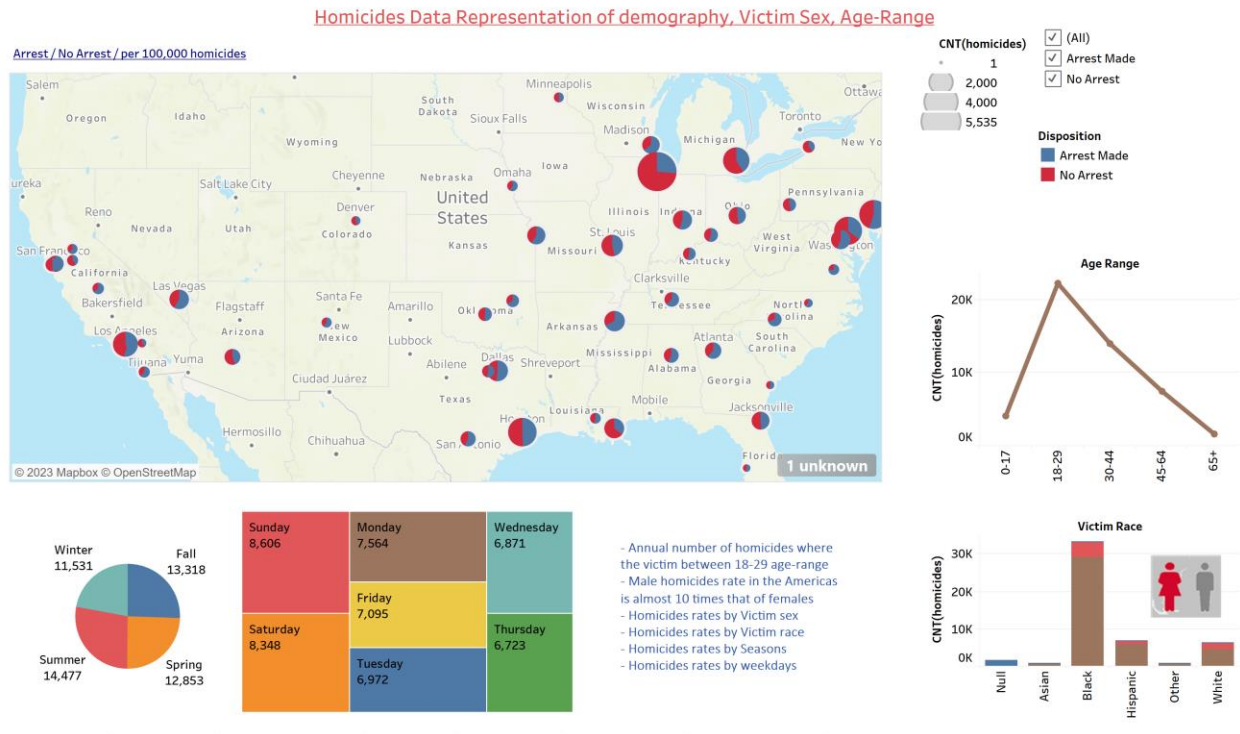 Homicides Data Representation of demography, Victim Sex, Age-Range
Arrest / No Arrest / per 100,000 homicides
CNT(homicides)
1
2,000
4,000
5,535
(All)
Arrest Made
No Arrest
Disposition
Arrest Made
No Arrest
Salem
Oregon
Idaho
Wyoming
South
Dakota
Sioux Falls
Minneapolis
Wisconsin
Madison
Michigan
Toronto
Ottawa
New Yo
ureka
Reno
Nevada
Salt Lake City
Utah
Cheyenne
Nebraska
Omaha
Iowa
Denver
Colorado
United
States
Kansas
Illinois
Indiana
Ohio
Pennsylvania
San Francisco
California
Bakersfield
Las Vegas
Los Angeles
Flagstaff
Arizona
Santa Fe
New
Mexico
Amarillo
Oklahoma
St. Louis
Missouri
Kentucky
West
Virginia
Washington
Clarksville
Tennessee
North
olina
Arkansas
Tijuana
Yuma
Lubbock
Abilene
Dallas
Shreveport
Mississippi
Alabama
Atlanta
Georgia
South
Carolina
Ciudad Juárez
Texas
Hermosillo
Chihuahua
San Antonio
Houston
Louisiana
Mobile
Jacksonville
Florid
© 2023 Mapbox © OpenStreetMap
1 unknown
Age Range
CNT(homicides)
20K
10K
0K
0-17
18-29
30-44
45-64
65+
Winter
11,531
Fall
13,318
Summer
14,477
Spring
12,853
Sunday
8,606
Monday
7,564
Wednesday
6,871
Friday
7,095
Saturday
8,348
Thursday
6,723
Tuesday
6,972
- Annual number of homicides where
the victim between 18-29 age-range
- Male homicides rate in the Americas
is almost 10 times that of females
- Homicides rates by Victim sex
- Homicides rates by Victim race
- Homicides rates by Seasons
- Homicides rates by weekdays
Victim Race
CNT(homicides)
30K
20K
10K
0K
Null
Asian
Black
Hispanic
Other
White